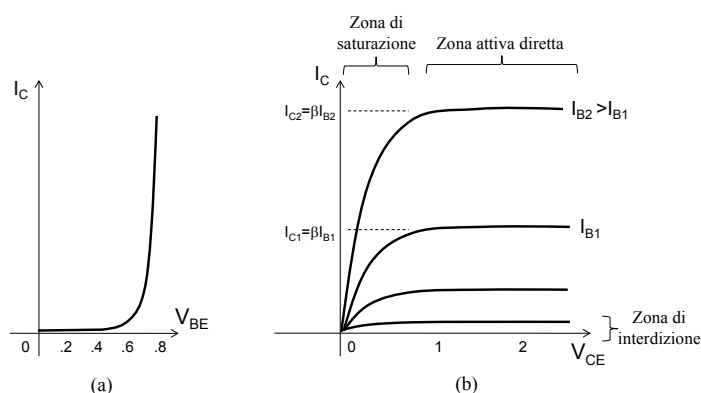 Zona di
saturazione
Zona attiva diretta
I_C
V_BE
0 .2 .4 .6 .8
(a)
I_C
I_C2=βI_B2
I_B2 >I_B1
I_C1=βI_B1
I_B1
Zona di
interdizione
0 1 2
V_CE
(b)